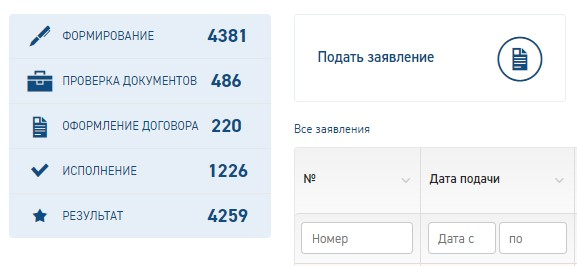 ФОРМИРОВАНИЕ 4381
ПРОВЕРКА ДОКУМЕНТОВ 486
ОФОРМЛЕНИЕ ДОГОВОРА 220
ИСПОЛНЕНИЕ 1226
РЕЗУЛЬТАТ 4259
Подать заявление
Все заявления
№ Дата подачи
Номер Дата с по